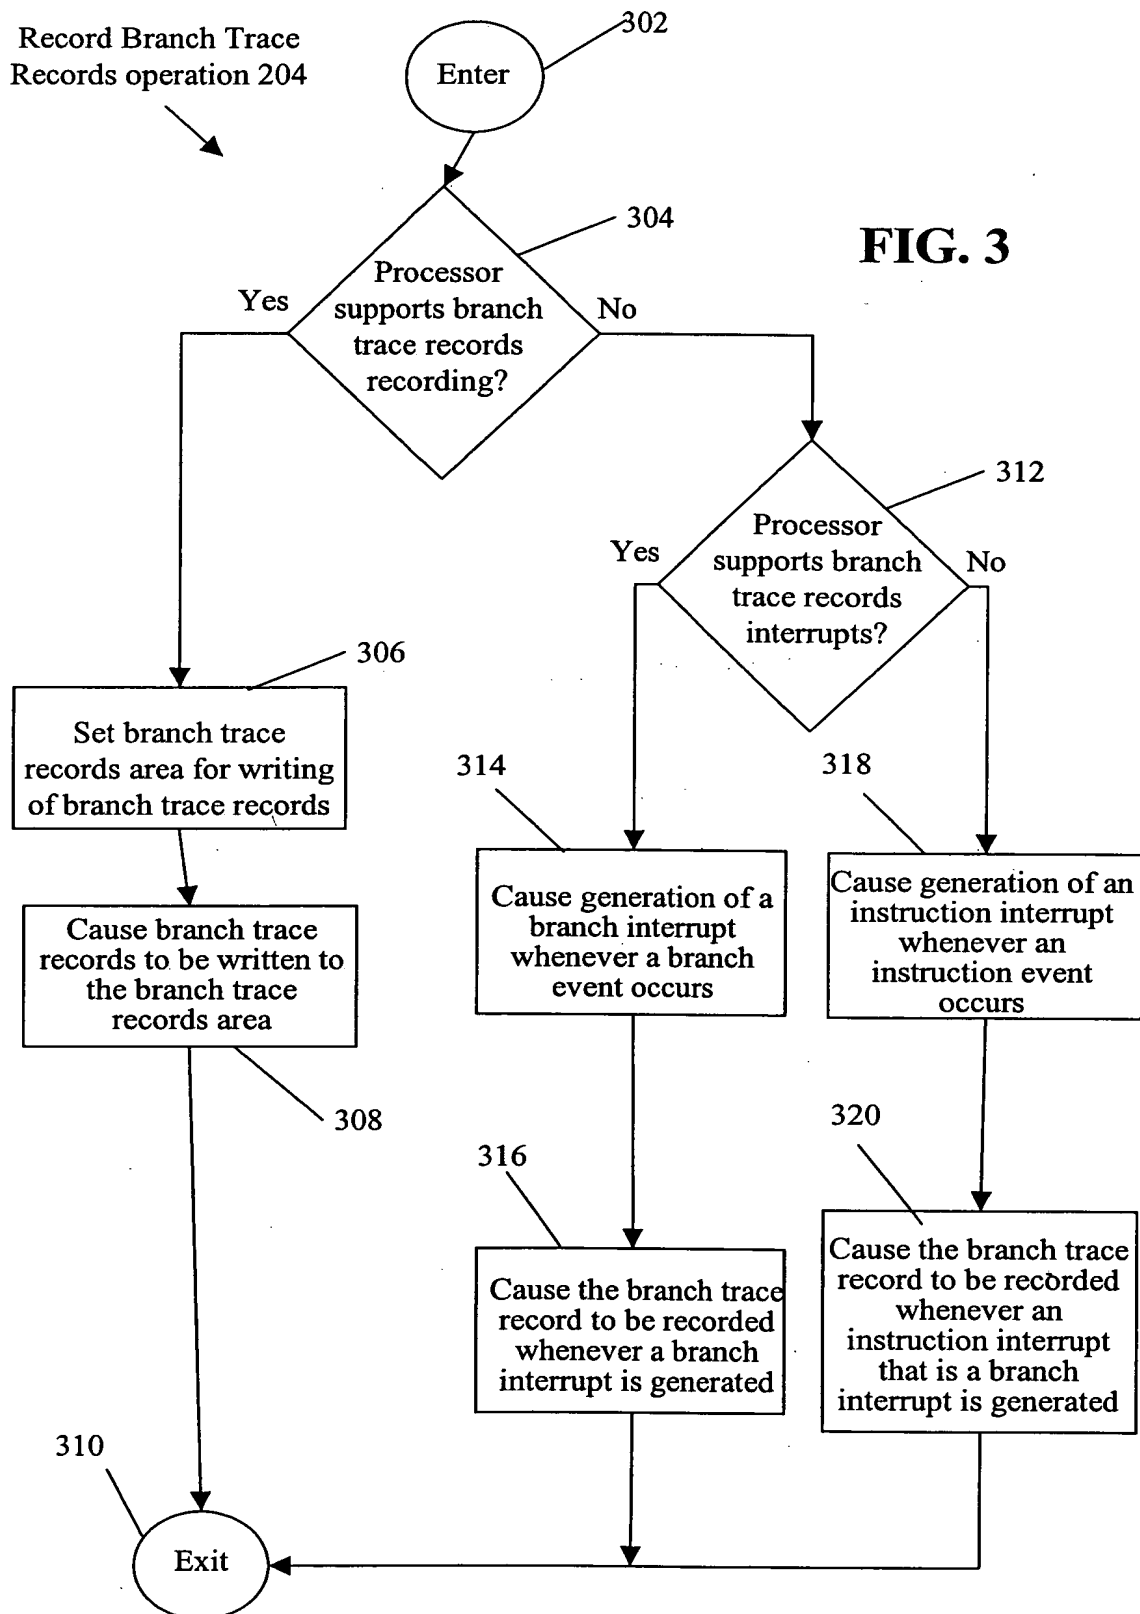 Record Branch Trace
Records operation 204
302
Enter
304
FIG. 3
Processor
supports branch
trace records
recording?
Yes
No
312
Processor
supports branch
trace records
interrupts?
Yes
No
306
Set branch trace
records area for writing
of branch trace records
314
318
Cause generation of a
branch interrupt
whenever a branch
event occurs
Cause generation of an
instruction interrupt
whenever an
instruction event
occurs
Cause branch trace
records to be written to
the branch trace
records area
308
316
320
Cause the branch trace
record to be recorded
whenever a branch
interrupt is generated
Cause the branch trace
record to be recorded
whenever an
instruction interrupt
that is a branch
interrupt is generated
310
Exit